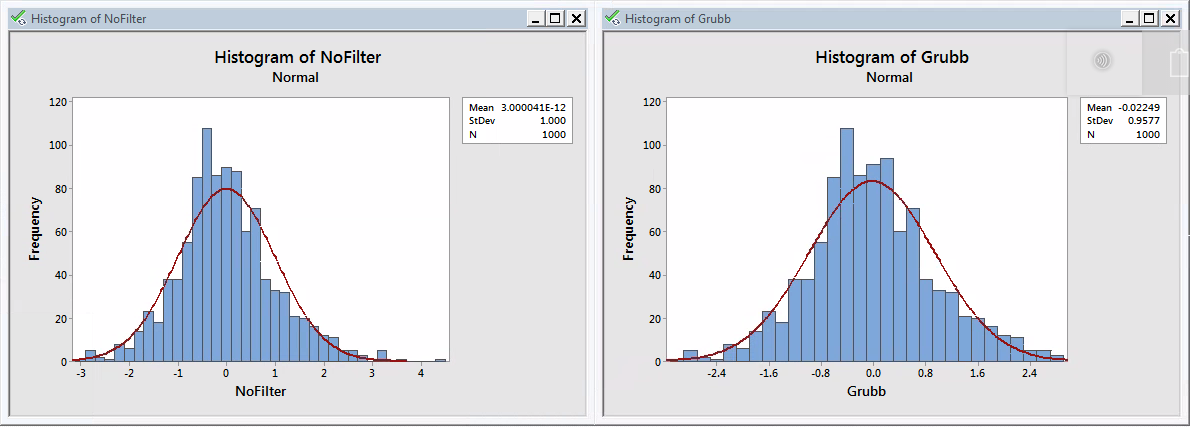 Histogram of NoFilter
Histogram of NoFilter
Normal
Mean 3.000041E-12
StDev 1.000
N 1000
120
100
80
60
40
20
0
Frequency
-3 -2 -1 0 1 2 3 4
NoFilter
Histogram of Grubb
Histogram of Grubb
Normal
Mean -0.02249
StDev 0.9577
N 1000
120
100
80
60
40
20
0
Frequency
-2.4 -1.6 -0.8 0.0 0.8 1.6 2.4
Grubb